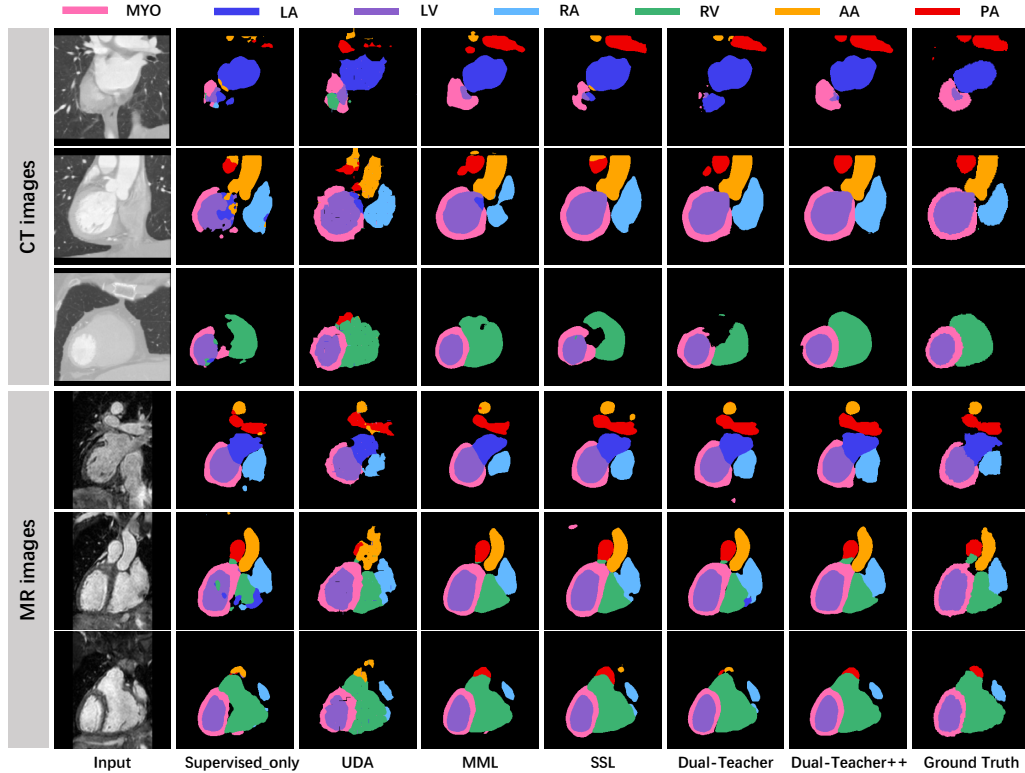 MYO LA LV RA RV AA PA
CT images
MR images
Input Supervised_only UDA MML SSL Dual-Teacher Dual-Teacher++ Ground Truth